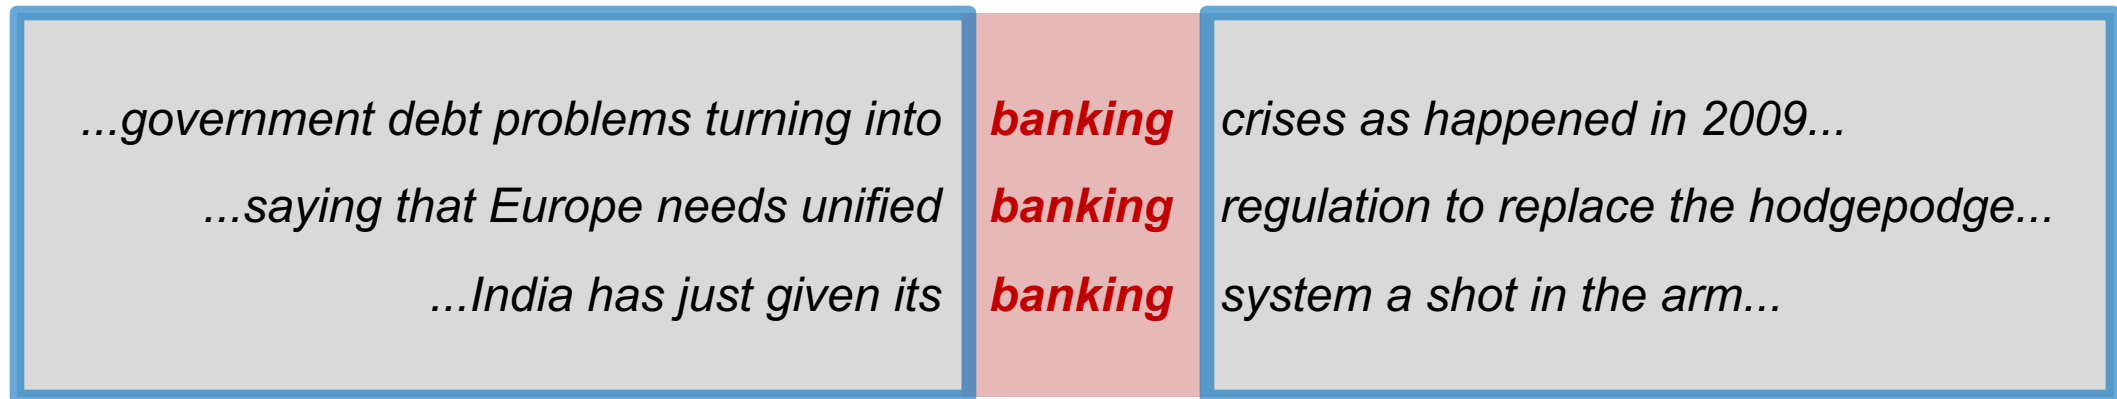 ...government debt problems turning into banking crises as happened in 2009...
...saying that Europe needs unified banking regulation to replace the hodgepodge...
...India has just given its banking system a shot in the arm...